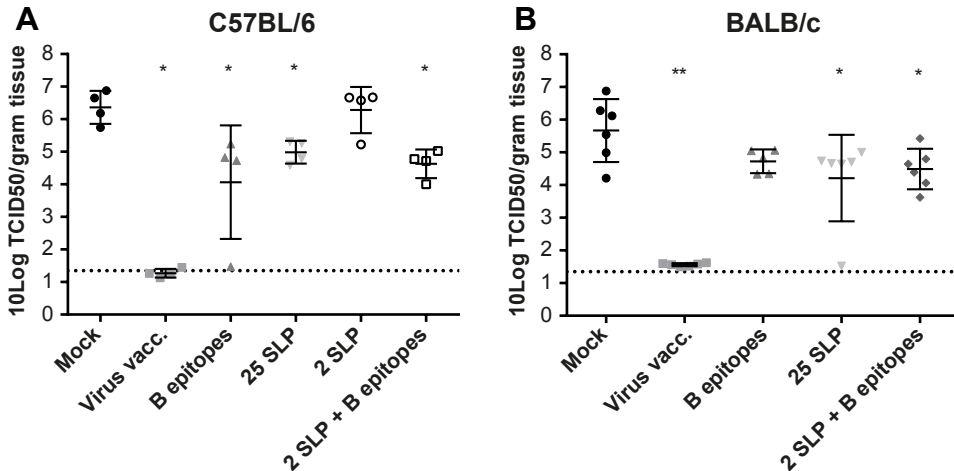 A
C57BL/6
10Log TCID50/gram tissue
8
7
6
5
4
3
2
1
0
*
*
*
*
Mock
Virus vacc.
B epitopes
25 SLP
2 SLP
2 SLP + B epitopes
B
BALB/c
10Log TCID50/gram tissue
8
7
6
5
4
3
2
1
0
**
*
*
Mock
Virus vacc.
B epitopes
25 SLP
2 SLP + B epitopes